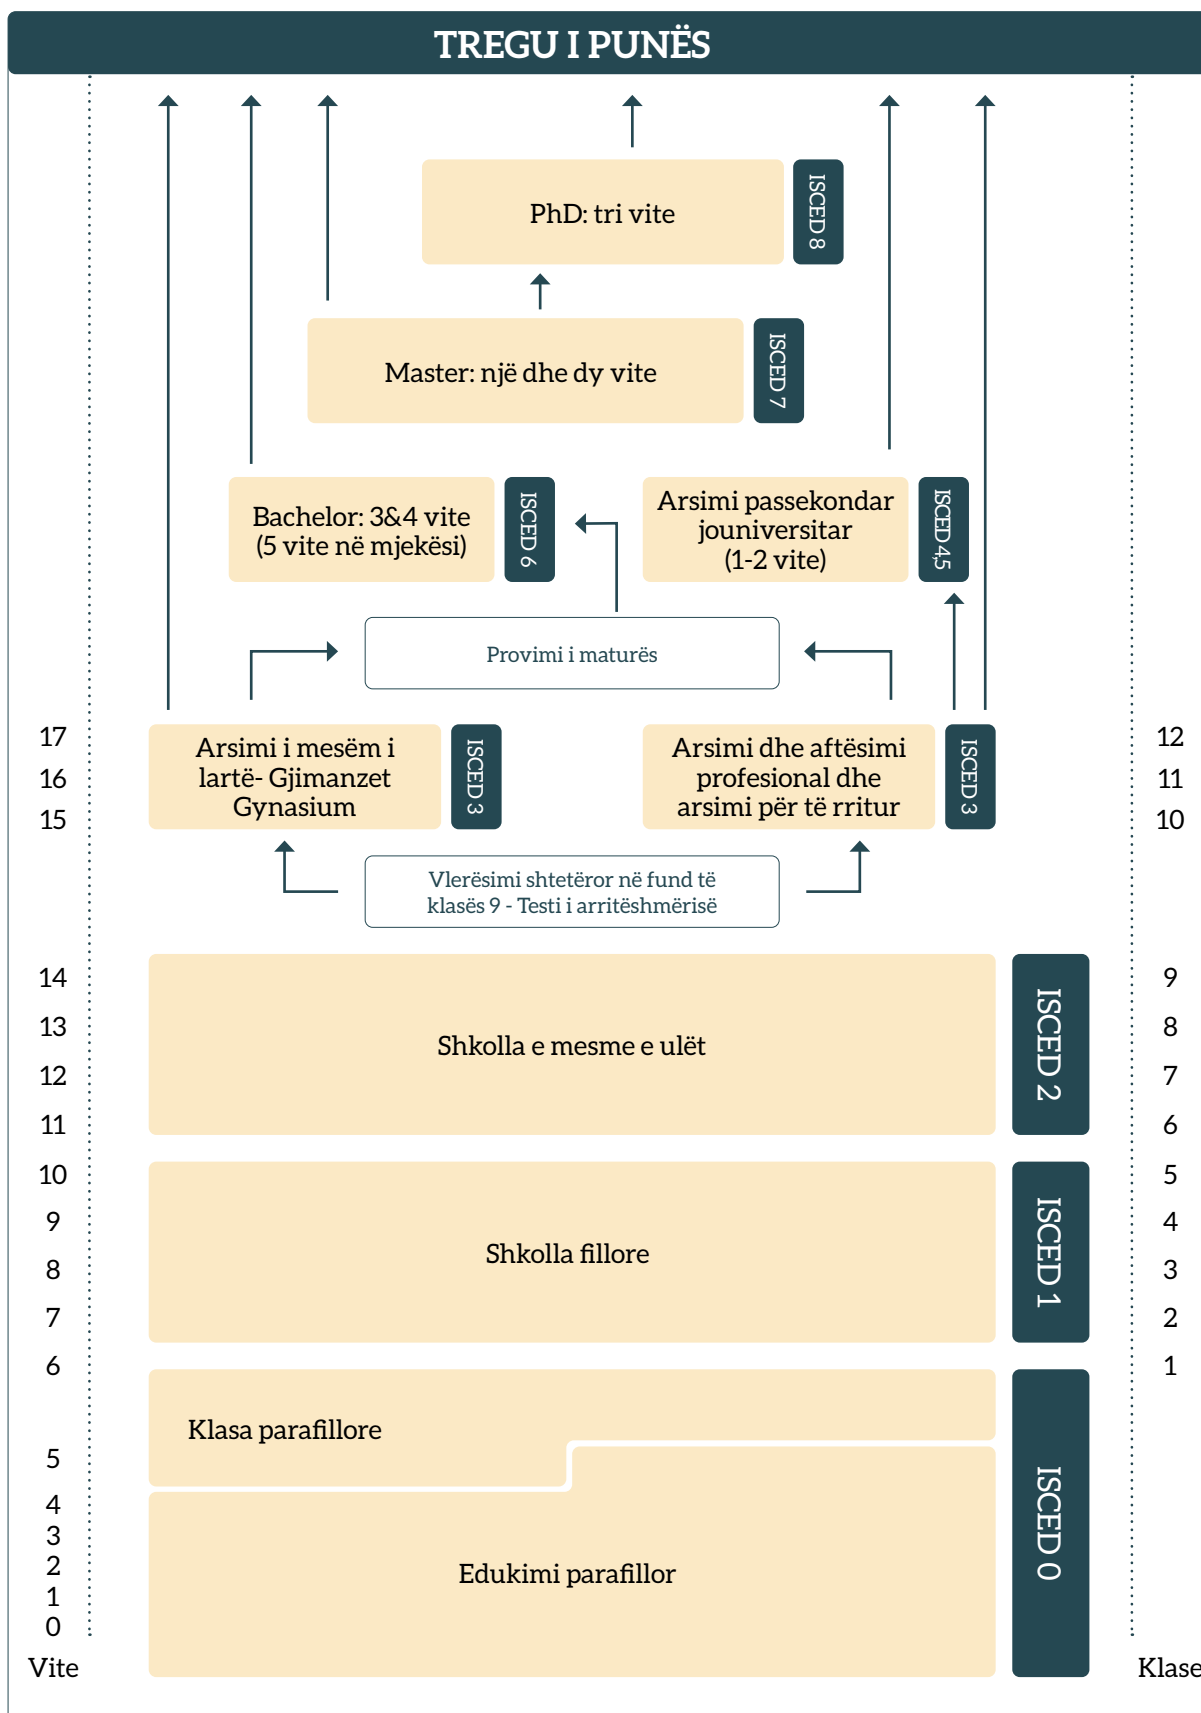 TREGU I PUNËS
PhD: tri vite
ISCED 8
Master: një dhe dy vite
ISCED 7
Bachelor: 3&4 vite
(5 vite në mjekësi)
ISCED 6
Arsimi passekondar
jouniversitar
(1-2 vite)
ISCED 4,5
Provimi i maturës
17
16
15
Arsimi i mesëm i
lartë- Gjimanzet
Gynasium
ISCED 3
Arsimi dhe aftësimi
profesional dhe
arsimi për të rritur
ISCED 3
12
11
10
Vlerësimi shtetëror në fund të
klasës 9 - Testi i arritëshmërisë
14
13
12
11
Shkolla e mesme e ulët
ISCED 2
9
8
7
6
10
9
8
7
6
Shkolla fillore
ISCED 1
5
4
3
2
1
Klasa parafillore
5
4
3
2
1
0
Edukimi parafillor
ISCED 0
Vite
Klase